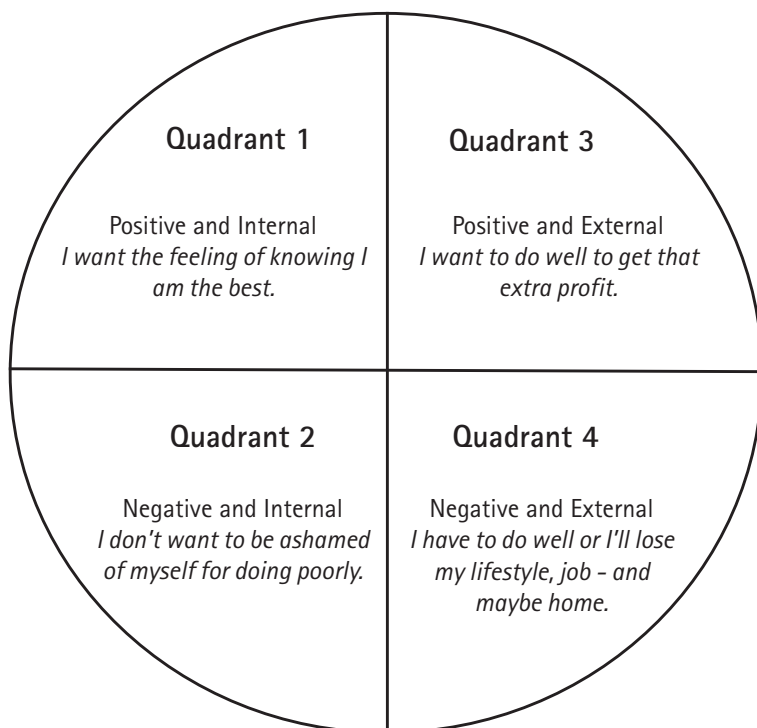 Quadrant 1
Positive and Internal
I want the feeling of knowing I
am the best.
Quadrant 3
Positive and External
I want to do well to get that
extra profit.
Quadrant 2
Negative and Internal
I don't want to be ashamed
of myself for doing poorly.
Quadrant 4
Negative and External
I have to do well or I'll lose
my lifestyle, job - and
maybe home.